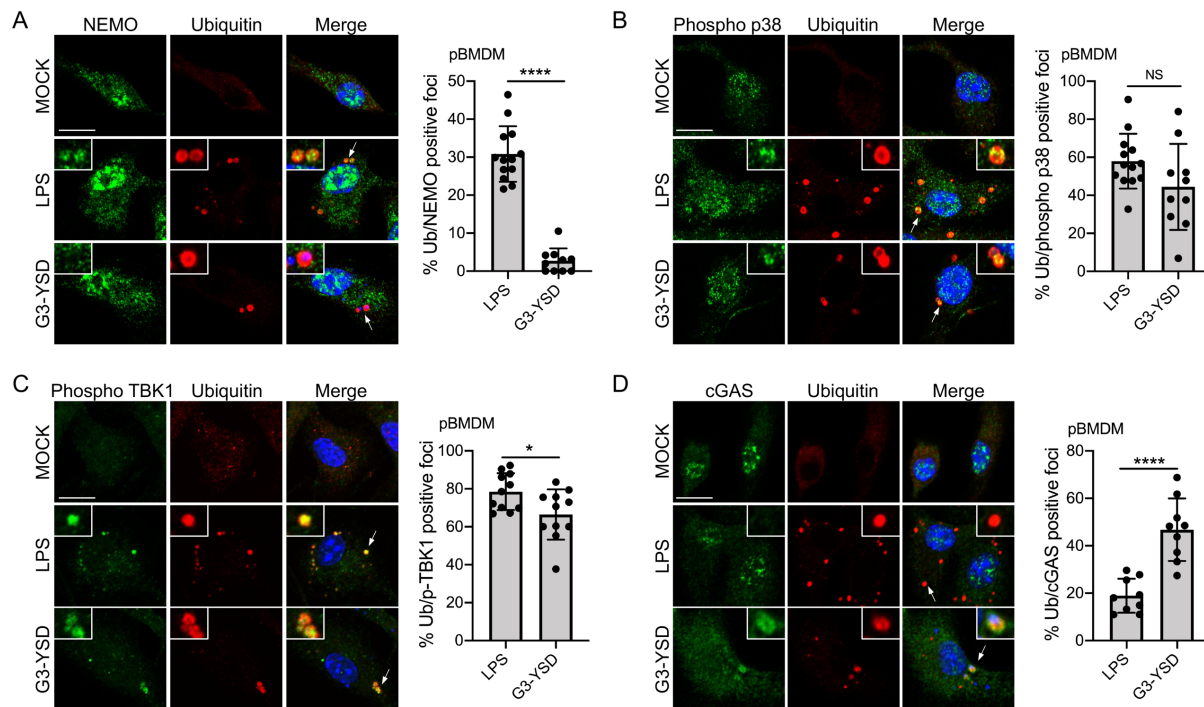 A
NEMO Ubiquitin Merge
MOCK
LPS
G3-YSD
pBMDM
****
% Ub/NEMO positive foci
50
40
30
20
10
0
LPS
G3-YSD
B
Phospho p38 Ubiquitin Merge
MOCK
LPS
G3-YSD
pBMDM
NS
% Ub/phospho p38 positive foci
100
80
60
40
20
0
LPS
G3-YSD
C
Phospho TBK1 Ubiquitin Merge
MOCK
LPS
G3-YSD
pBMDM
*
% Ub/p-TBK1 positive foci
100
80
60
40
20
0
LPS
G3-YSD
D
cGAS Ubiquitin Merge
MOCK
LPS
G3-YSD
pBMDM
****
% Ub/cGAS positive foci
80
60
40
20
0
LPS
G3-YSD